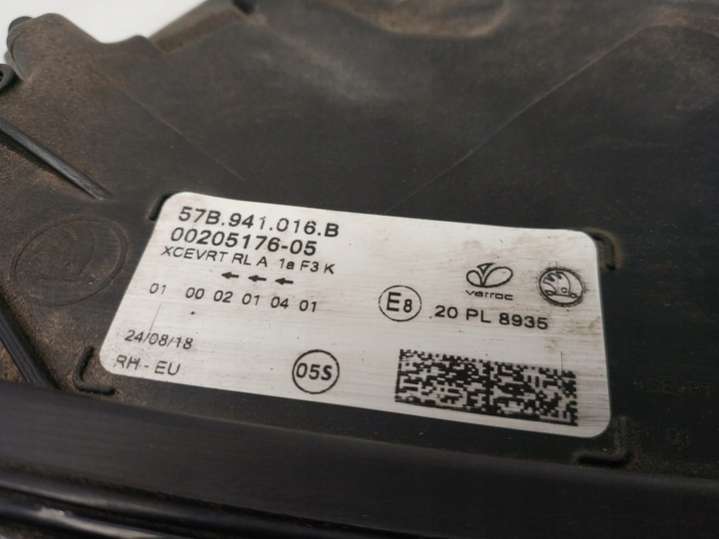 57B.941.016.B
00205176-05
XCEVRT RL A 1a F3 K
varroc
01 00 02 01 04 01
E8
20 PL 8935
24/08/18
RH - EU
05S